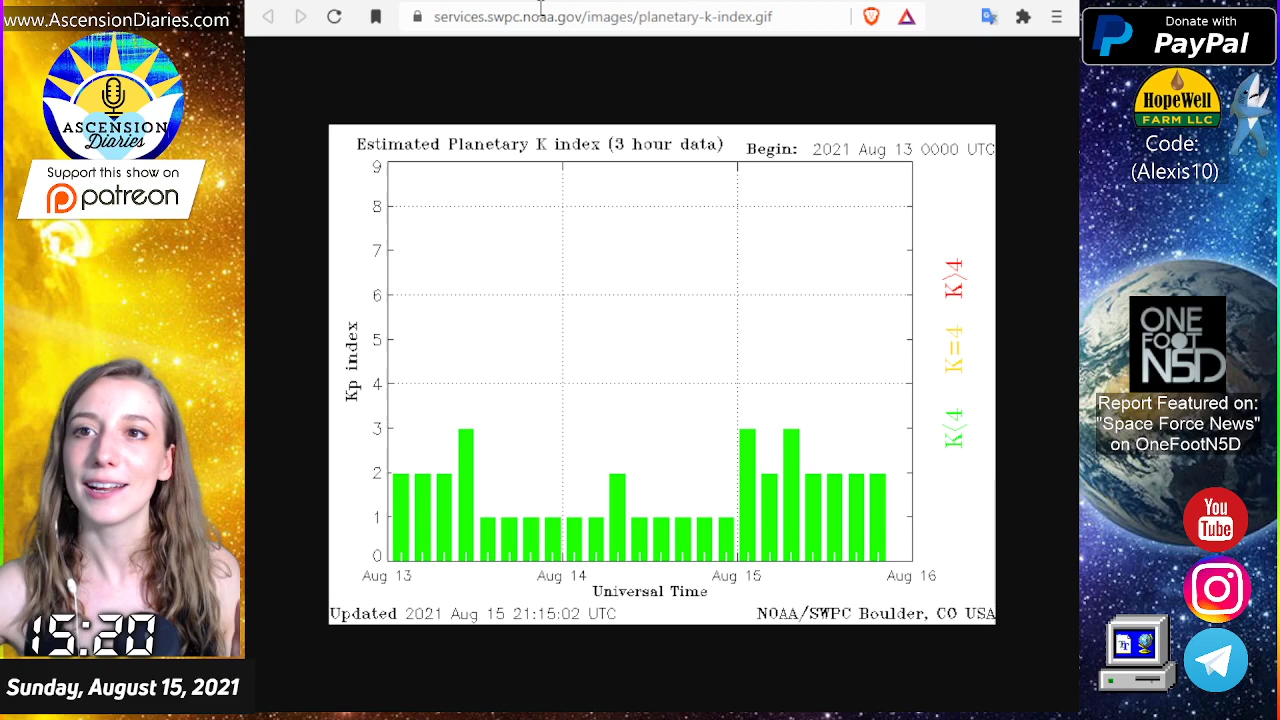 www.AscensionDiaries.com
ASCENSION
Diaries
Support this show on
patreon
15:20
Sunday, August 15, 2021
services.swpc.noaa.gov/images/planetary-k-index.gif
Estimated Planetary K index (3 hour data)
Begin: 2021 Aug 13 0000 UTC
9
8
7
6
5
4
3
2
1
0
Kp index
Aug 13
Aug 14
Aug 15
Aug 16
Universal Time
K>4
K=4
K<4
Updated 2021 Aug 15 21:15:02 UTC
NOAA/SWPC Boulder, CO USA
Donate with
PayPal
HopeWell
FARM LLC
Code:
(Alexis10)
ONE
FOOT
N5D
Report Featured on:
"Space Force News"
on OneFootN5D
You
Tube